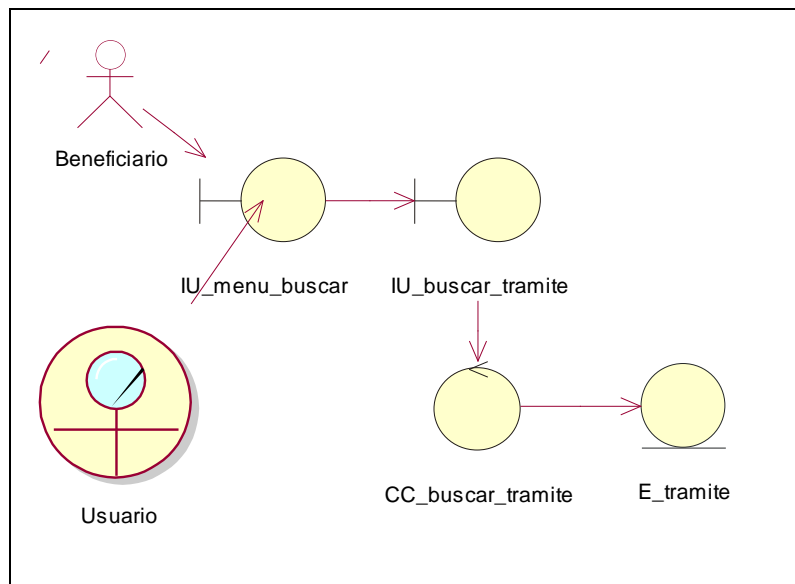 Beneficiario
IU_menu_buscar
IU_buscar_tramite
Usuario
CC_buscar_tramite
E_tramite